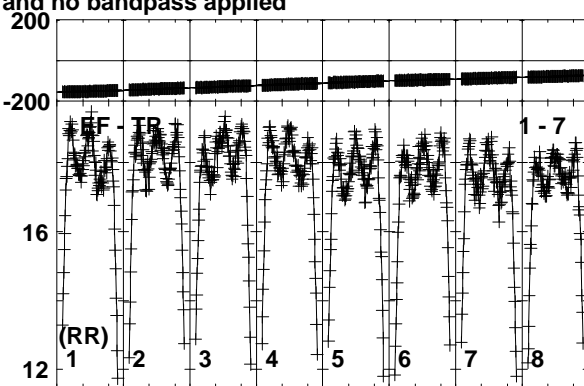 and no bandpass applied
200
-200
EF - TR 1 - 7
16
(RR)
1 2 3 4 5 6 7 8
12